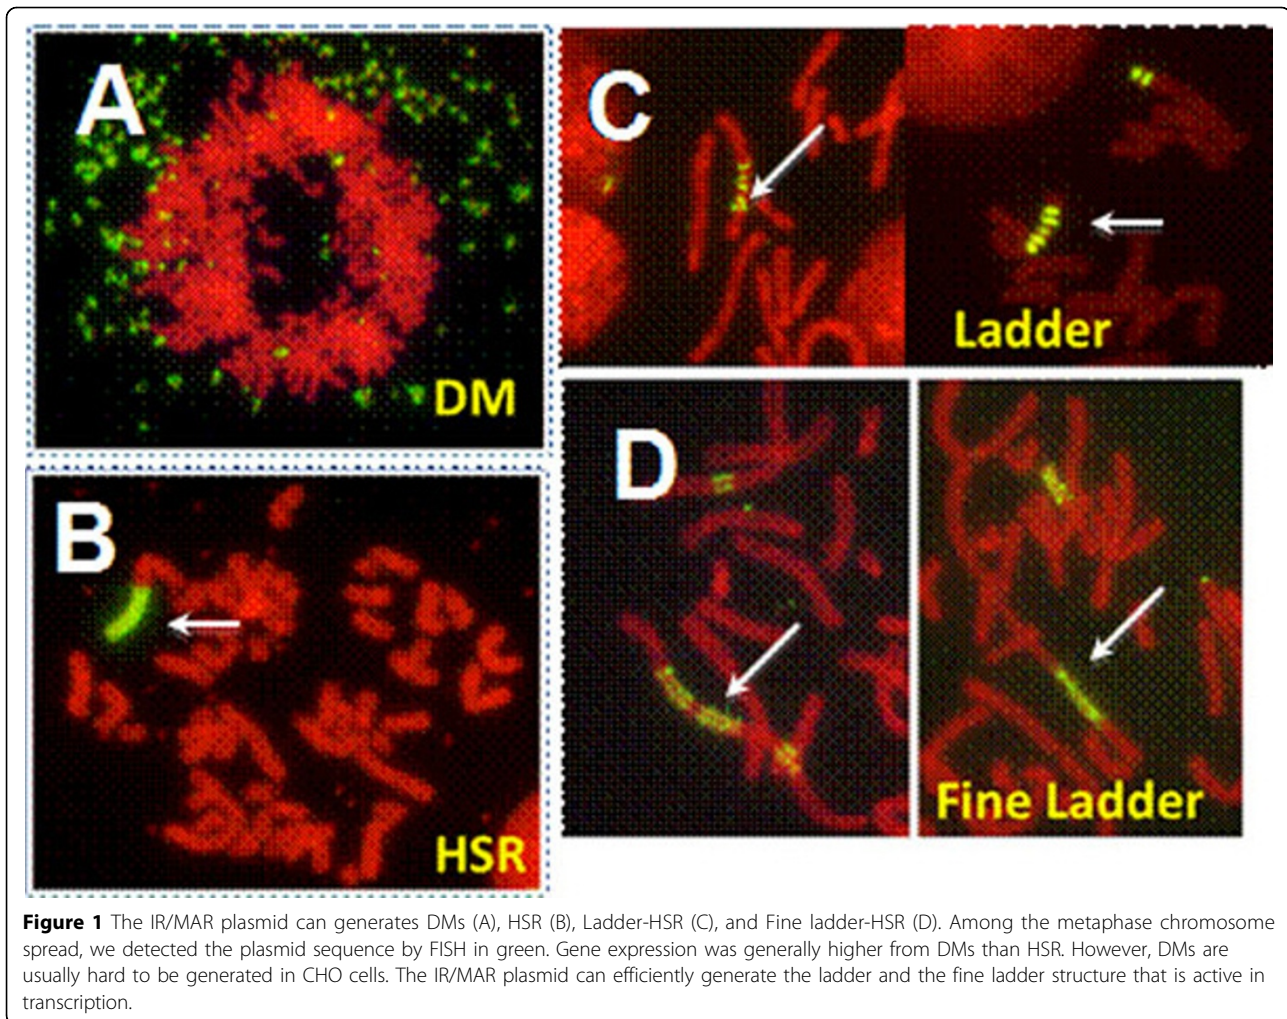 A
DM
B
HSR
C
Ladder
D
Fine Ladder
Figure 1 The IR/MAR plasmid can generates DMs (A), HSR (B), Ladder-HSR (C), and Fine ladder-HSR (D). Among the metaphase chromosome
spread, we detected the plasmid sequence by FISH in green. Gene expression was generally higher from DMs than HSR. However, DMs are
usually hard to be generated in CHO cells. The IR/MAR plasmid can efficiently generate the ladder and the fine ladder structure that is active in
transcription.